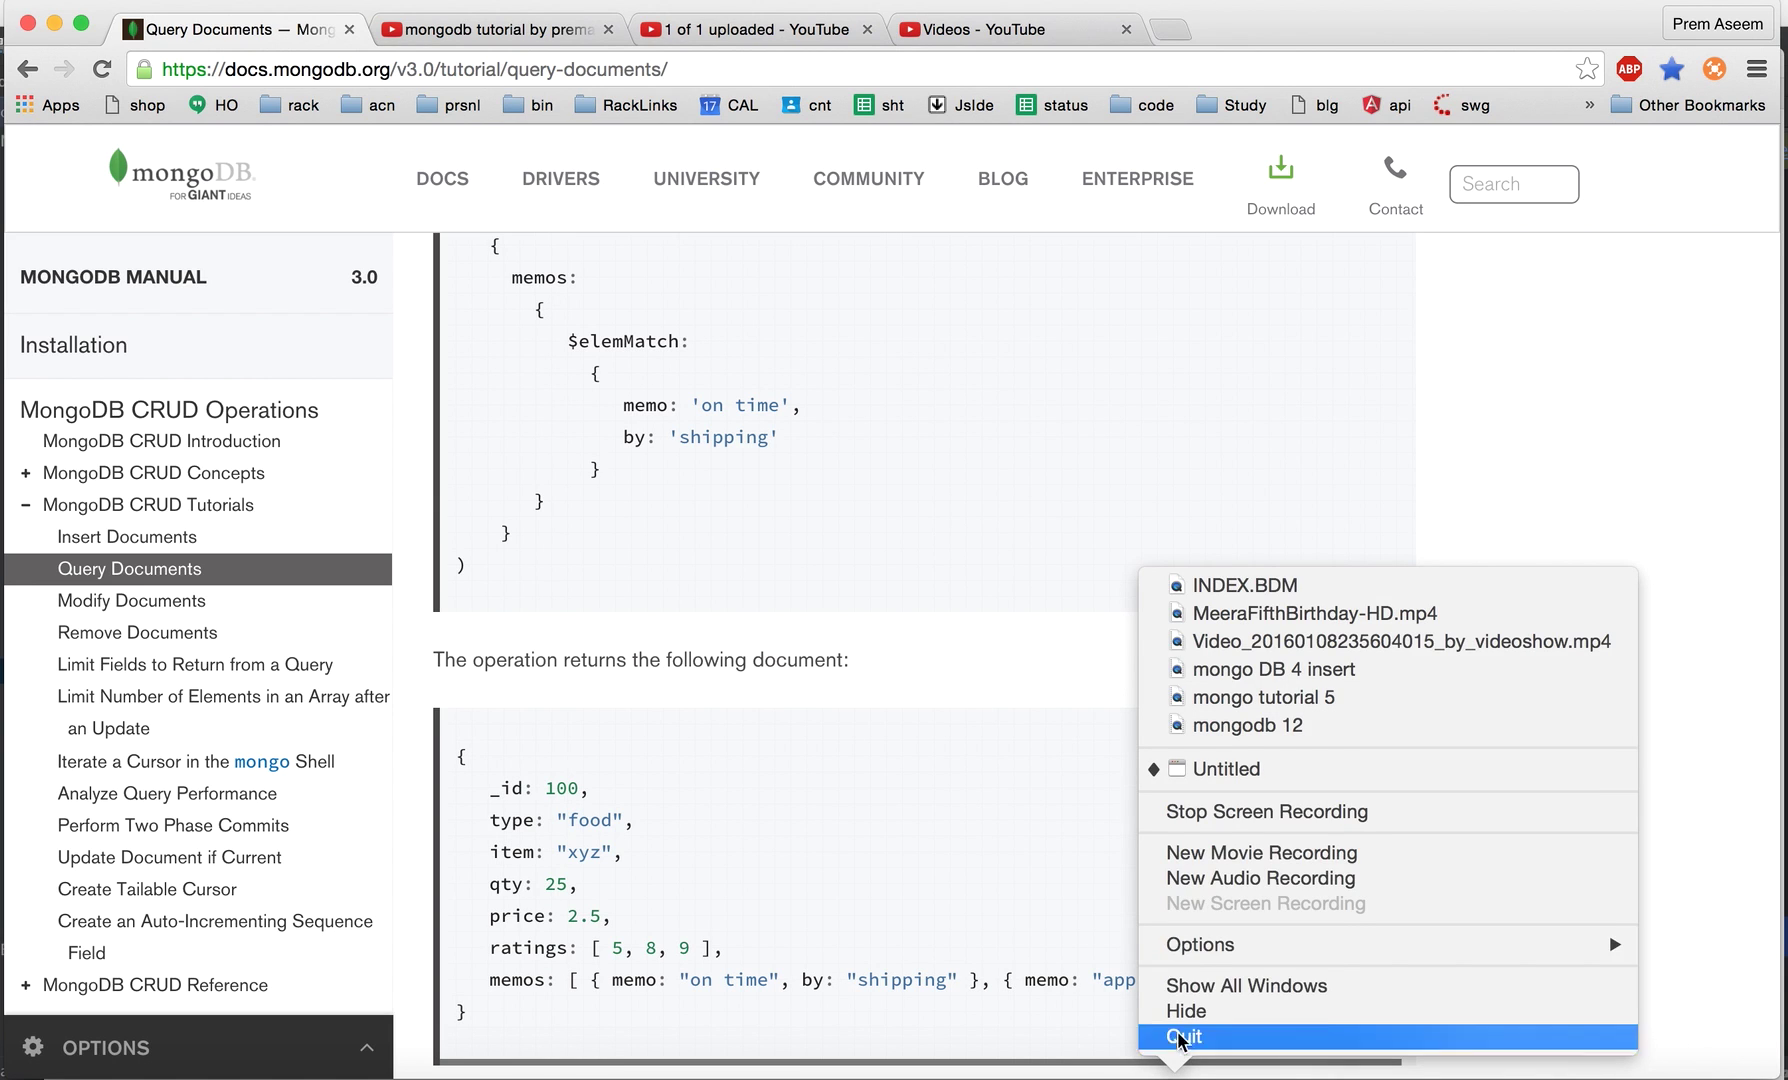 Query Documents — Mong
mongodb tutorial by prema
1 of 1 uploaded - YouTube
Videos - YouTube
Prem Aseem
https://docs.mongodb.org/v3.0/tutorial/query-documents/
ABP
Apps shop HO rack acn prsnl bin RackLinks 17 CAL cnt sht JsIde status code Study blg api swg » Other Bookmarks
mongoDB.
FOR GIANT IDEAS
DOCS DRIVERS UNIVERSITY COMMUNITY BLOG ENTERPRISE
Download
Contact
Search
MONGODB MANUAL 3.0
Installation
MongoDB CRUD Operations
MongoDB CRUD Introduction
+ MongoDB CRUD Concepts
- MongoDB CRUD Tutorials
Insert Documents
Query Documents
Modify Documents
Remove Documents
Limit Fields to Return from a Query
Limit Number of Elements in an Array after
an Update
Iterate a Cursor in the mongo Shell
Analyze Query Performance
Perform Two Phase Commits
Update Document if Current
Create Tailable Cursor
Create an Auto-Incrementing Sequence
Field
+ MongoDB CRUD Reference
OPTIONS
{
memos:
{
$elemMatch:
{
memo: 'on time',
by: 'shipping'
}
}
}
)
The operation returns the following document:
{
_id: 100,
type: "food",
item: "xyz",
qty: 25,
price: 2.5,
ratings: [ 5, 8, 9 ],
memos: [ { memo: "on time", by: "shipping" }, { memo: "app
}
INDEX.BDM
MeeraFifthBirthday-HD.mp4
Video_20160108235604015_by_videoshow.mp4
mongo DB 4 insert
mongo tutorial 5
mongodb 12
Untitled
Stop Screen Recording
New Movie Recording
New Audio Recording
New Screen Recording
Options
Show All Windows
Hide
Quit